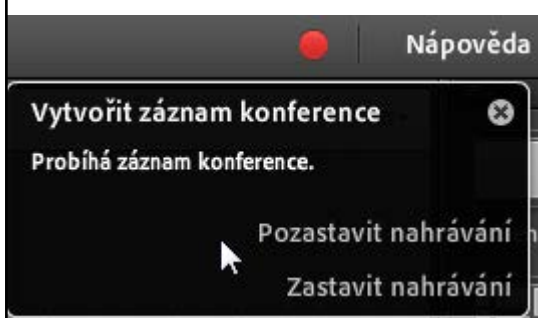 Nápověda
Vytvořit záznam konference
Probíhá záznam konference.
Pozastavit nahrávání
Zastavit nahrávání